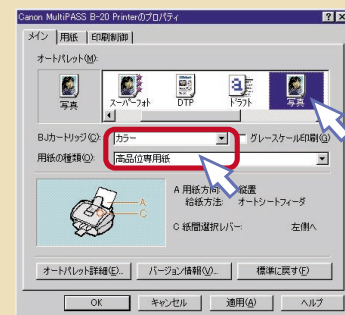 Canon MultiPASS B-20 Printerのプロパティ
メイン 用紙 印刷制御
オートパレット(M):
写真 スーパーフォト DTP ドラフト 写真
BJカートリッジ(C): カラー グレースケール印刷(G)
用紙の種類(O): 高品位専用紙
A 用紙方向: 縦置
給紙方法: オートシートフィーダ
A
C
C 紙間選択レバー: 左側へ
オートパレット詳細(E)... バージョン情報(V)... 標準に戻す(F)
OK キャンセル 適用(A) ヘルプ